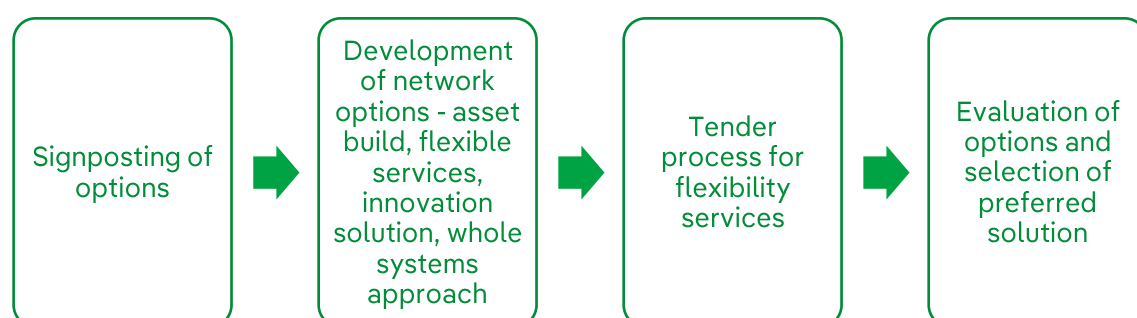 Signposting of
options
Development
of network
options - asset
build, flexible
services,
innovation
solution, whole
systems
approach
Tender
process for
flexibility
services
Evaluation of
options and
selection of
preferred
solution